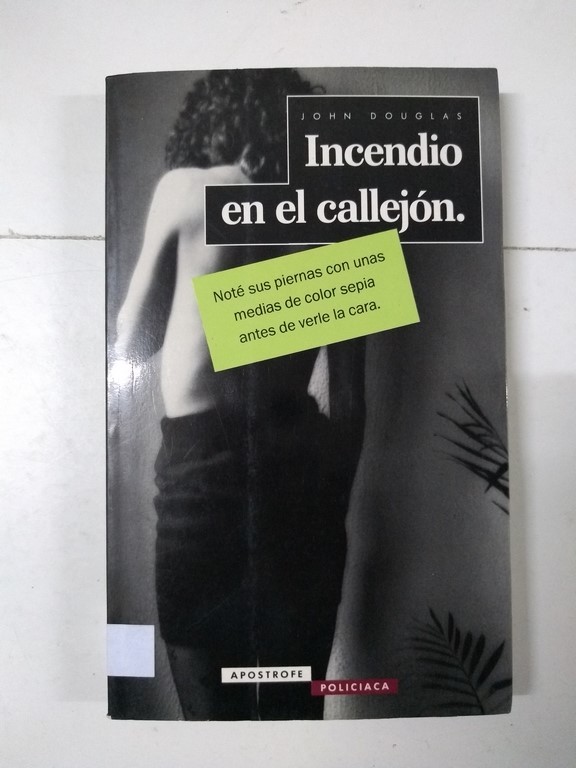 JOHN DOUGLAS
Incendio
en el callejón.
Noté sus piernas con unas
medias de color sepia
antes de verle la cara.
APOSTROFE
POLICIACA